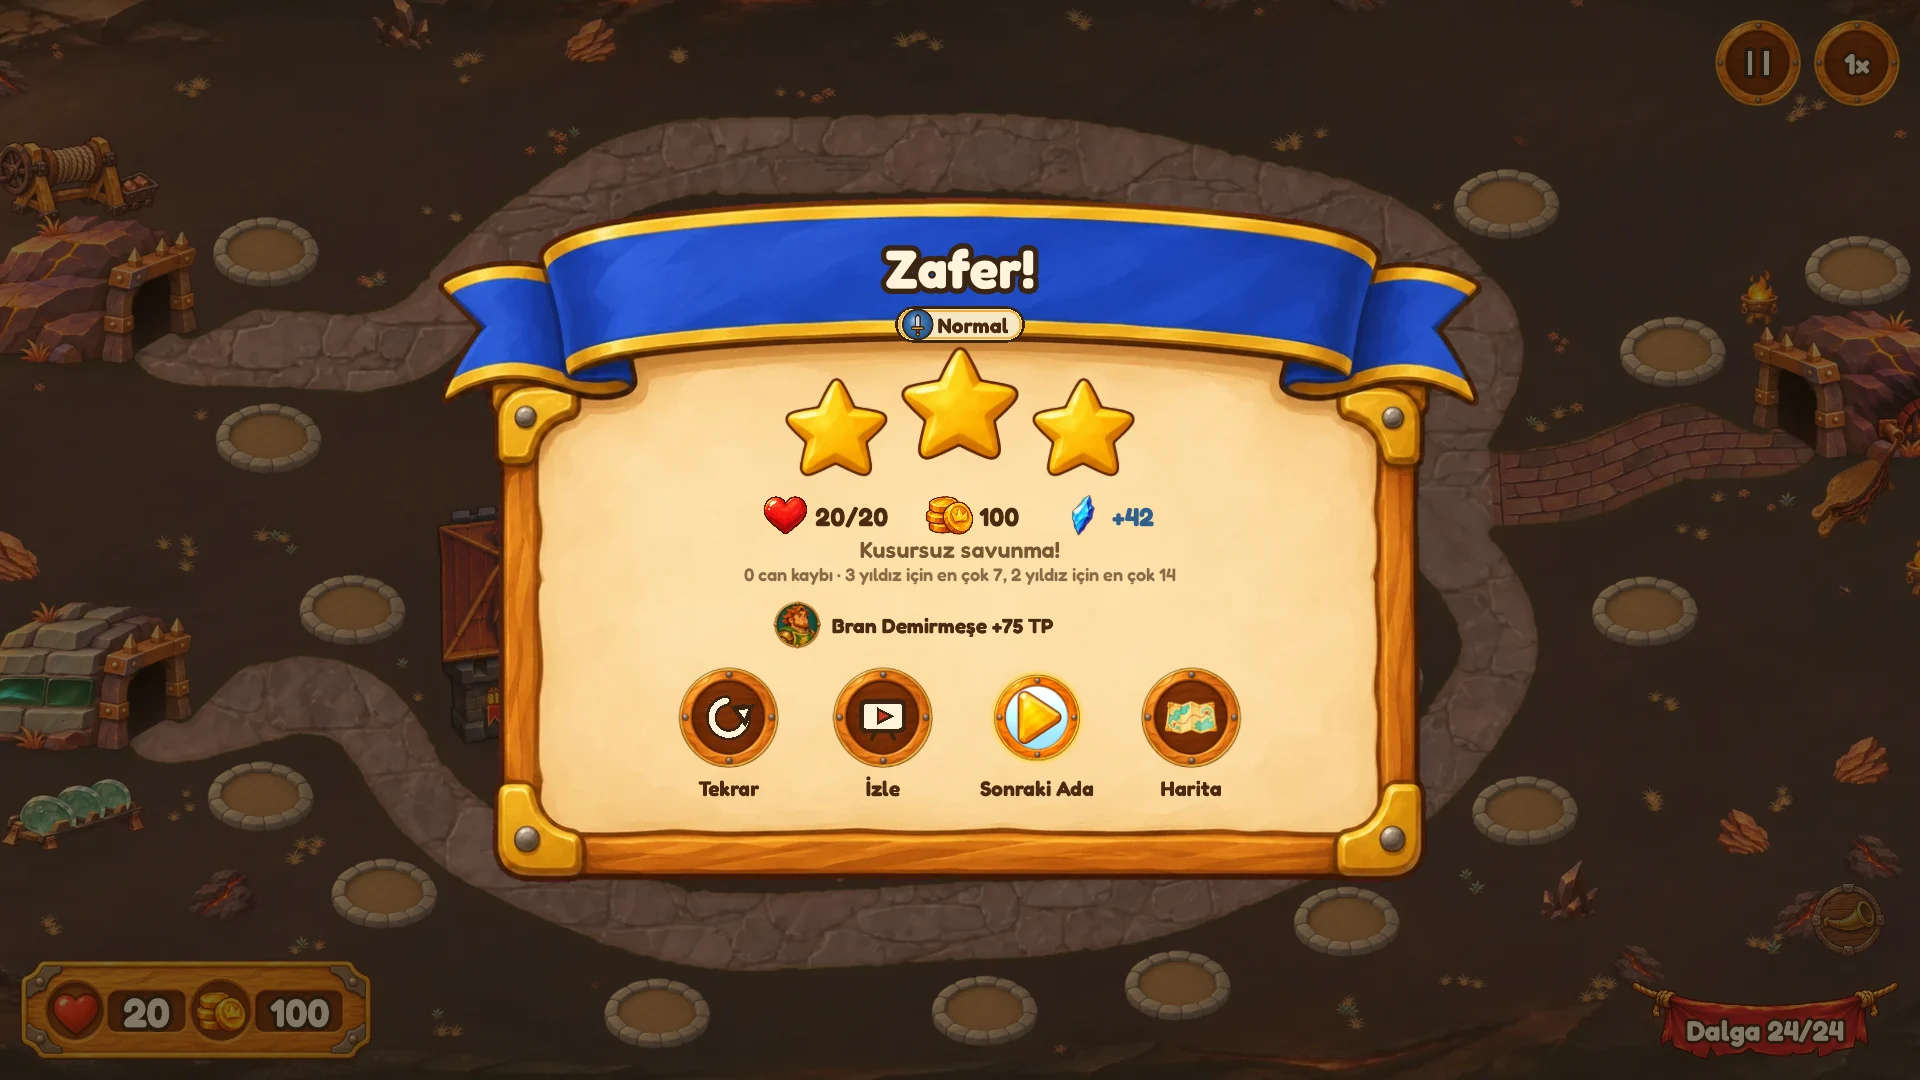 1x
Zafer!
Normal
20/20 100 +42
Kusursuz savunma!
0 can kaybı · 3 yıldız için en çok 7, 2 yıldız için en çok 14
Bran Demirmeşe +75 TP
Tekrar İzle Sonraki Ada Harita
20 100
Dalga 24/24